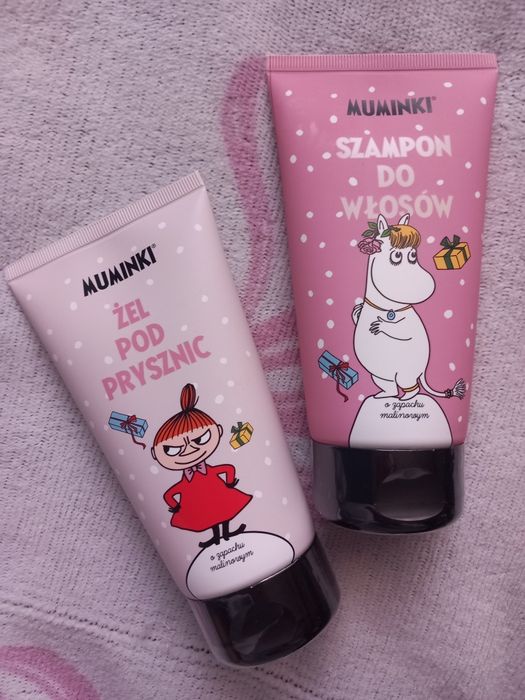 MUMINKI®
ŻEL
POD
PRYSZNIC
o zapachu
malinowym
MUMINKI®
SZAMPON
DO
WŁOSÓW
o zapachu
malinowym